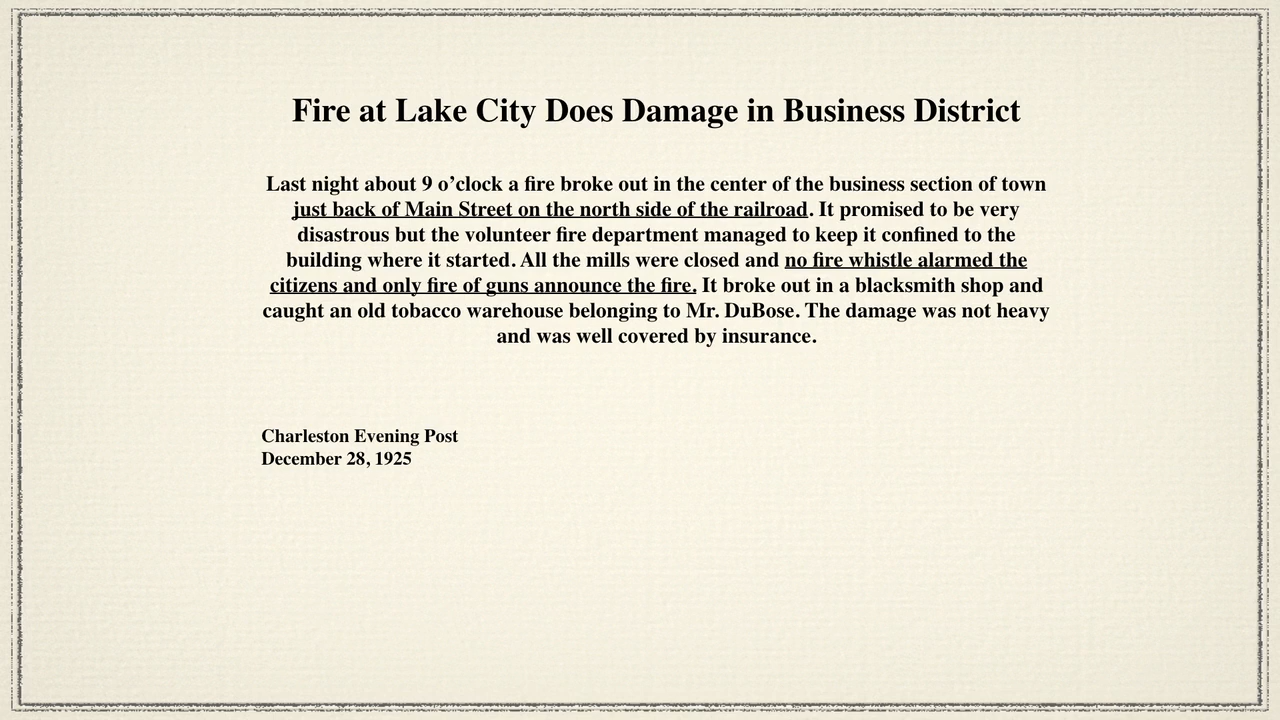 Fire at Lake City Does Damage in Business District
Last night about 9 o’clock a fire broke out in the center of the business section of town
just back of Main Street on the north side of the railroad. It promised to be very
disastrous but the volunteer fire department managed to keep it confined to the
building where it started. All the mills were closed and no fire whistle alarmed the
citizens and only fire of guns announce the fire. It broke out in a blacksmith shop and
caught an old tobacco warehouse belonging to Mr. DuBose. The damage was not heavy
and was well covered by insurance.
Charleston Evening Post
December 28, 1925